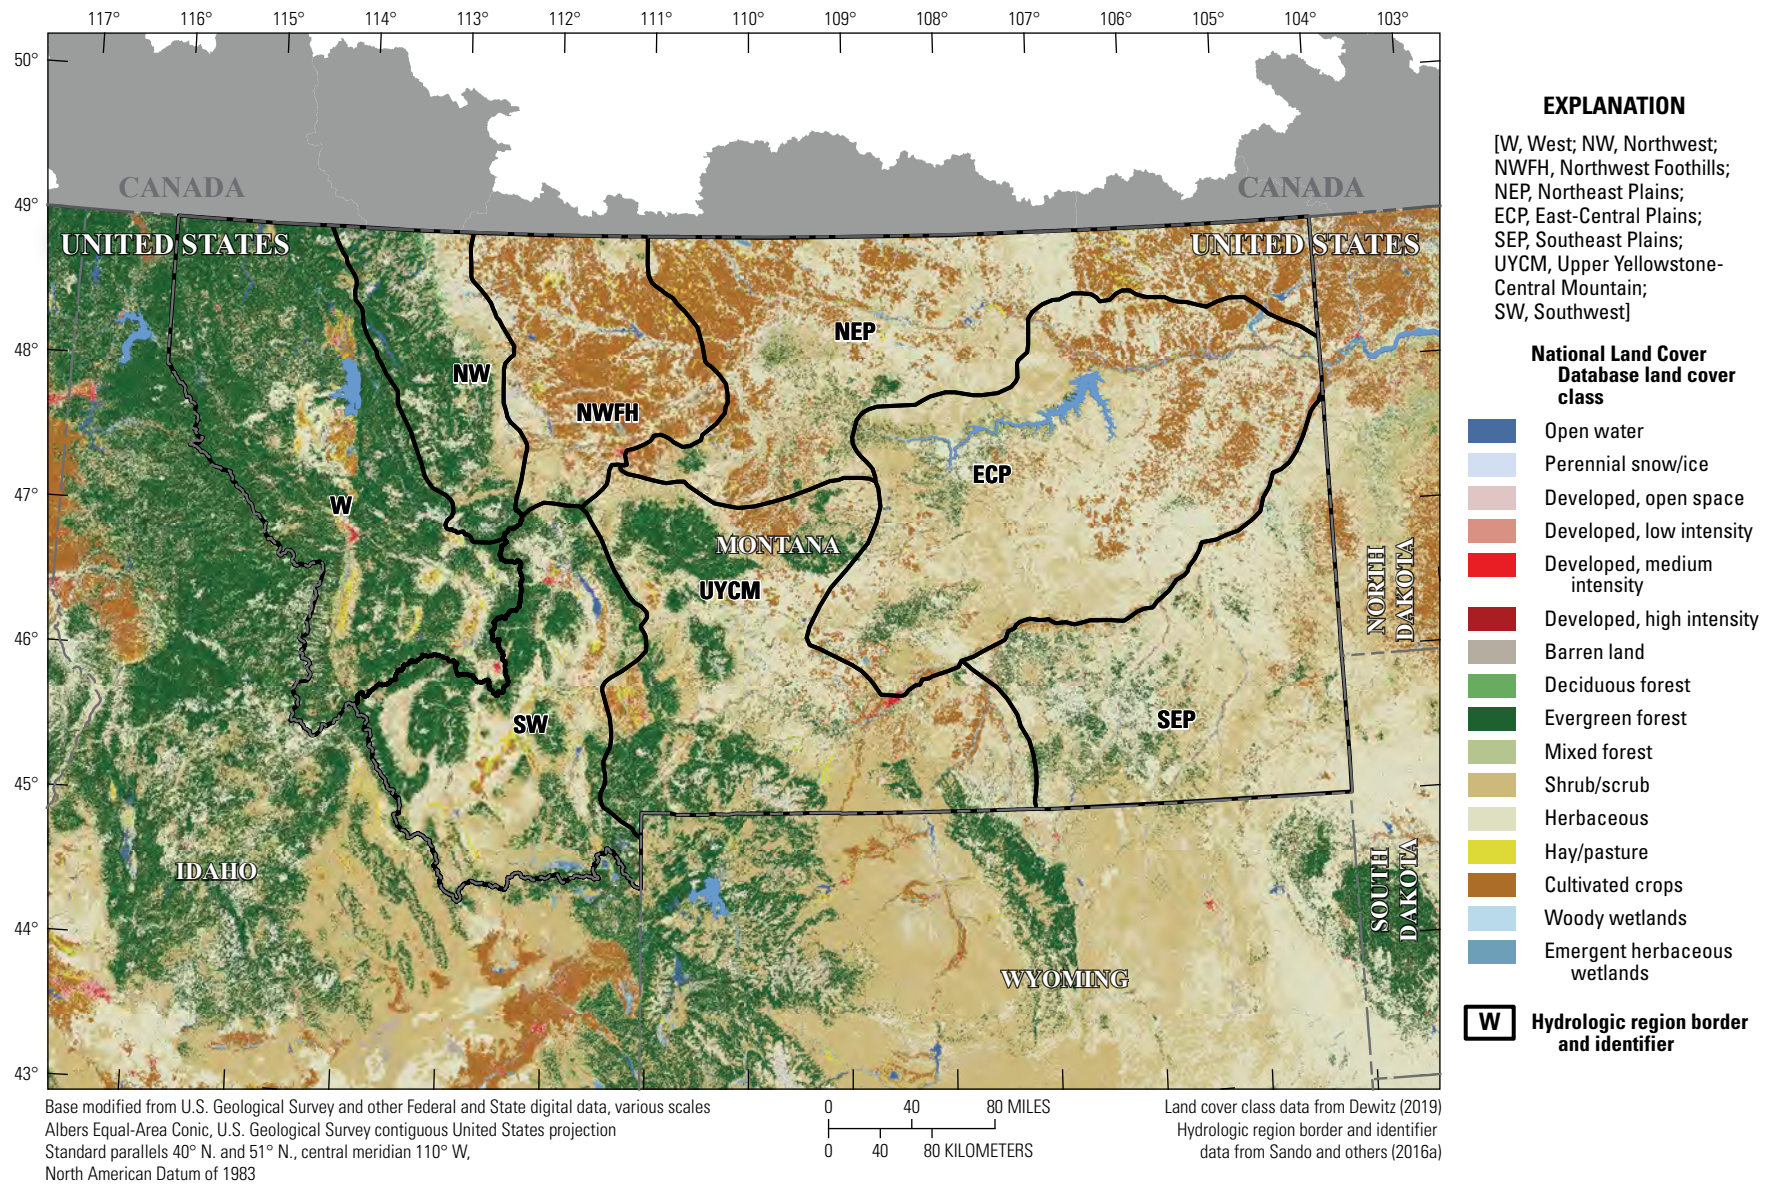 117°
116°
115°
114°
113°
112°
111°
110°
109°
108°
107°
106°
105°
104°
103°
50°
49°
48°
47°
46°
45°
44°
43°
CANADA
CANADA
UNITED STATES
UNITED STATES
NW
NWFH
NEP
ECP
W
MONTANA
UYCM
SW
SEP
NORTH
DAKOTA
SOUTH
DAKOTA
IDAHO
WYOMING
EXPLANATION
[W, West; NW, Northwest;
NWFH, Northwest Foothills;
NEP, Northeast Plains;
ECP, East-Central Plains;
SEP, Southeast Plains;
UYCM, Upper Yellowstone-
Central Mountain;
SW, Southwest]
National Land Cover
Database land cover
class
Open water
Perennial snow/ice
Developed, open space
Developed, low intensity
Developed, medium
intensity
Developed, high intensity
Barren land
Deciduous forest
Evergreen forest
Mixed forest
Shrub/scrub
Herbaceous
Hay/pasture
Cultivated crops
Woody wetlands
Emergent herbaceous
wetlands
W
Hydrologic region border
and identifier
Base modified from U.S. Geological Survey and other Federal and State digital data, various scales
Albers Equal-Area Conic, U.S. Geological Survey contiguous United States projection
Standard parallels 40° N. and 51° N., central meridian 110° W,
North American Datum of 1983
0 40 80 MILES
0 40 80 KILOMETERS
Land cover class data from Dewitz (2019)
Hydrologic region border and identifier
data from Sando and others (2016a)